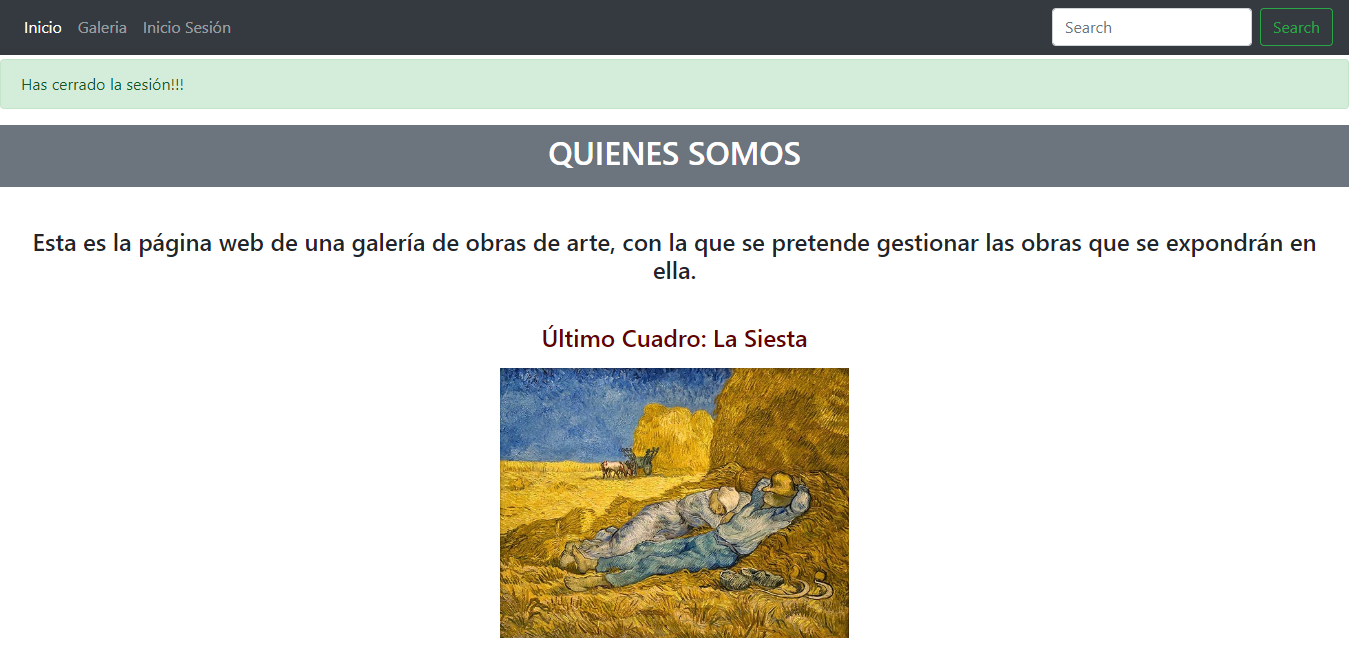 Inicio Galeria Inicio Sesión Search Search
Has cerrado la sesión!!!
QUIENES SOMOS
Esta es la página web de una galería de obras de arte, con la que se pretende gestionar las obras que se expondrán en
ella.
Último Cuadro: La Siesta